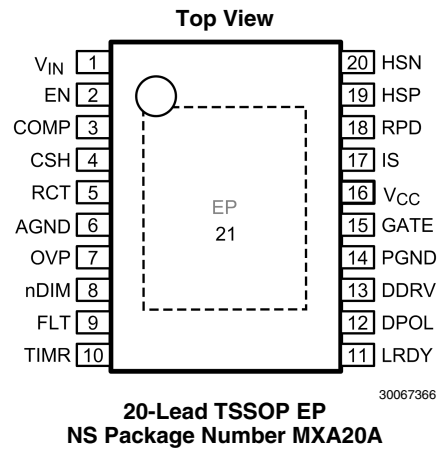 Top View
V_IN 1
EN 2
COMP 3
CSH 4
RCT 5
AGND 6
OVP 7
nDIM 8
FLT 9
TIMR 10
EP
21
20 HSN
19 HSP
18 RPD
17 IS
16 V_CC
15 GATE
14 PGND
13 DDRV
12 DPOL
11 LRDY
30067366
20-Lead TSSOP EP
NS Package Number MXA20A